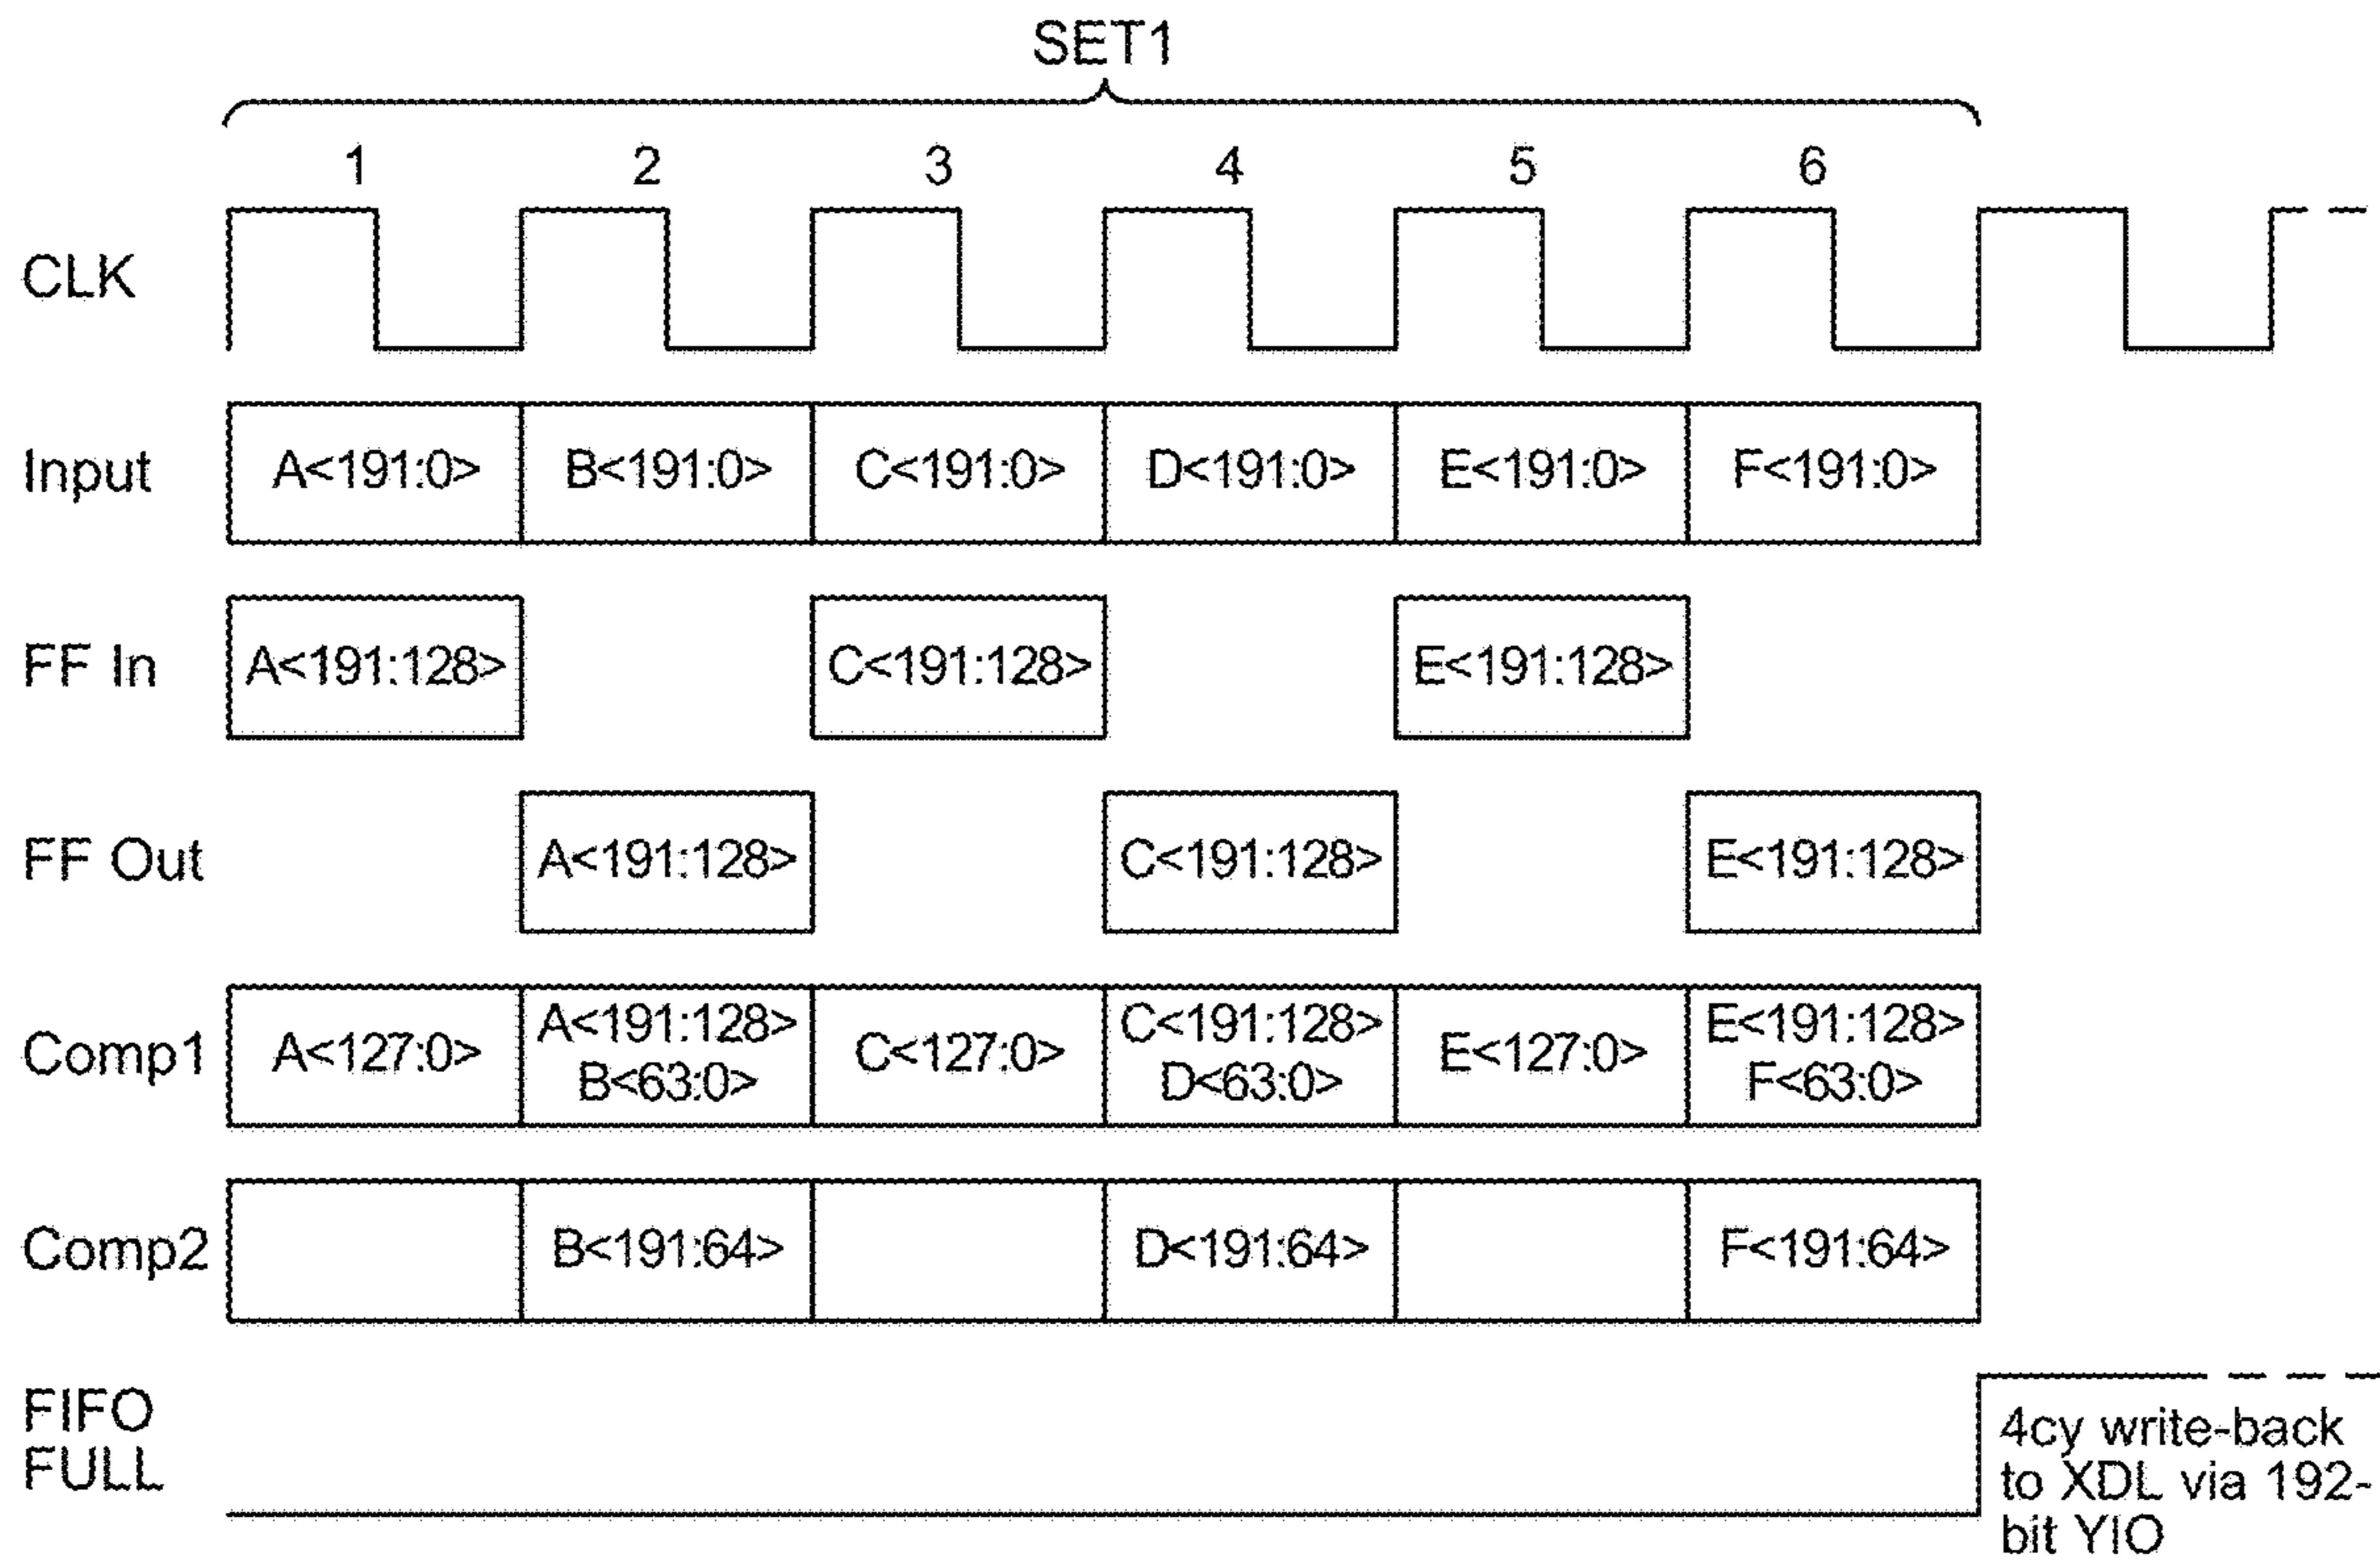 SET1
1 2 3 4 5 6
CLK
Input A<191:0> B<191:0> C<191:0> D<191:0> E<191:0> F<191:0>
FF In A<191:128> C<191:128> E<191:128>
FF Out A<191:128> C<191:128> E<191:128>
Comp1 A<127:0> A<191:128> C<127:0> C<191:128> E<127:0> E<191:128>
B<63:0> D<63:0> F<63:0>
Comp2 B<191:64> D<191:64> F<191:64>
FIFO
FULL
4cy write-back
to XDL via 192-
bit YIO